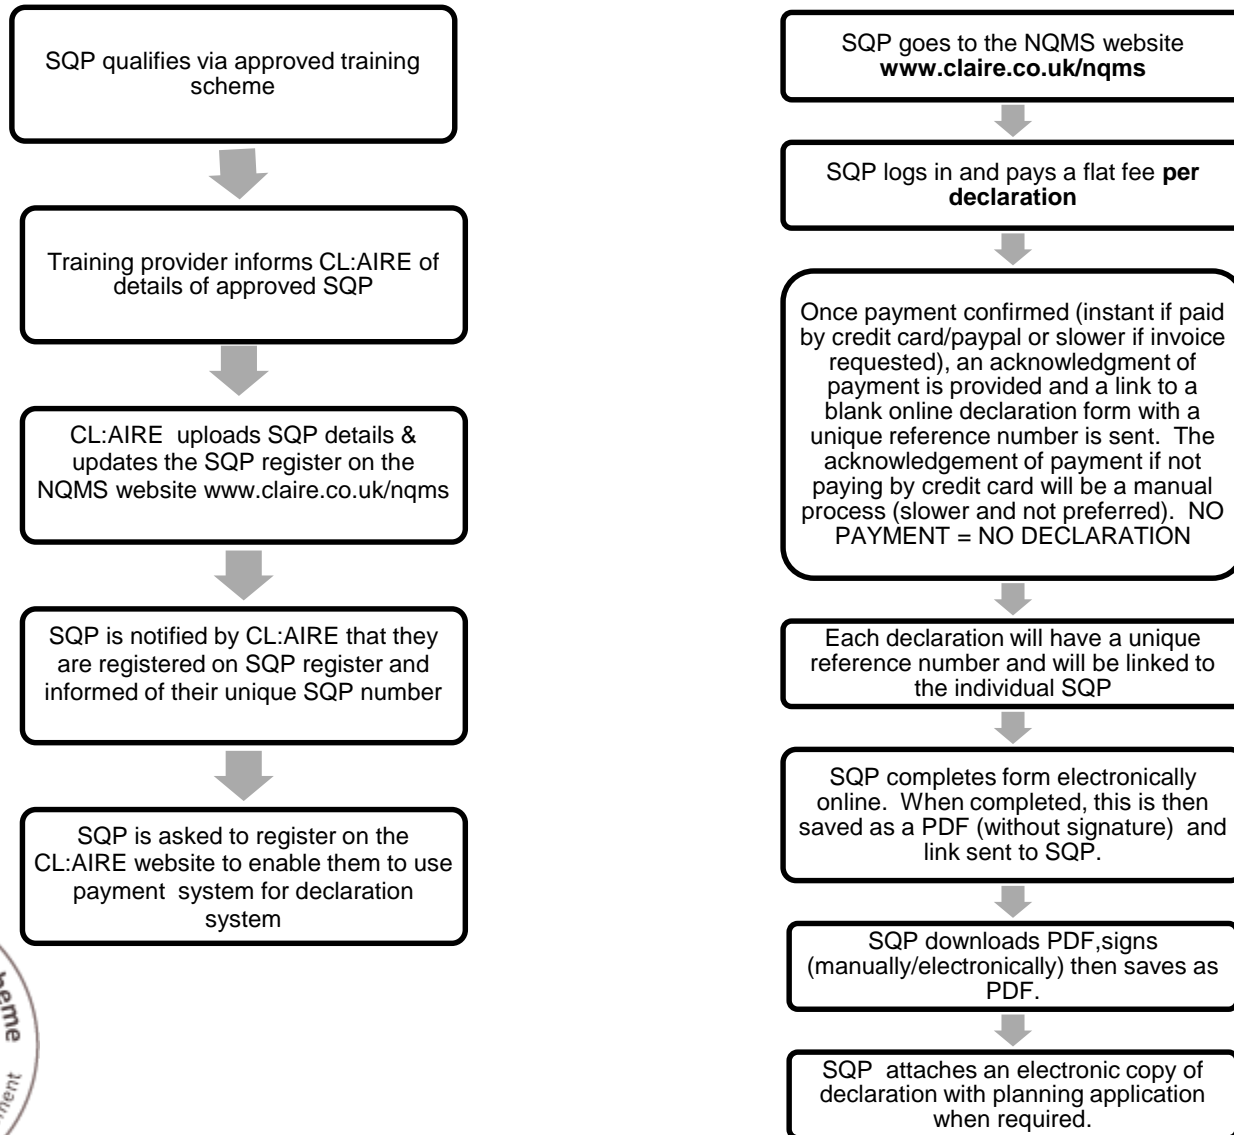 SQP qualifies via approved training
scheme
Training provider informs CL:AIRE of
details of approved SQP
CL:AIRE  uploads SQP details &
updates the SQP register on the
NQMS website www.claire.co.uk/nqms
SQP is notified by CL:AIRE that they
are registered on SQP register and
informed of their unique SQP number
SQP is asked to register on the
CL:AIRE website to enable them to use
payment  system for declaration
system
SQP goes to the NQMS website
www.claire.co.uk/nqms
SQP logs in and pays a flat fee per
declaration
Once payment confirmed (instant if paid
by credit card/paypal or slower if invoice
requested), an acknowledgment of
payment is provided and a link to a
blank online declaration form with a
unique reference number is sent.  The
acknowledgement of payment if not
paying by credit card will be a manual
process (slower and not preferred).  NO
PAYMENT = NO DECLARATION
Each declaration will have a unique
reference number and will be linked to
the individual SQP
SQP completes form electronically
online.  When completed, this is then
saved as a PDF (without signature)  and
link sent to SQP.
SQP downloads PDF,signs
(manually/electronically) then saves as
PDF.
SQP  attaches an electronic copy of
declaration with planning application
when required.